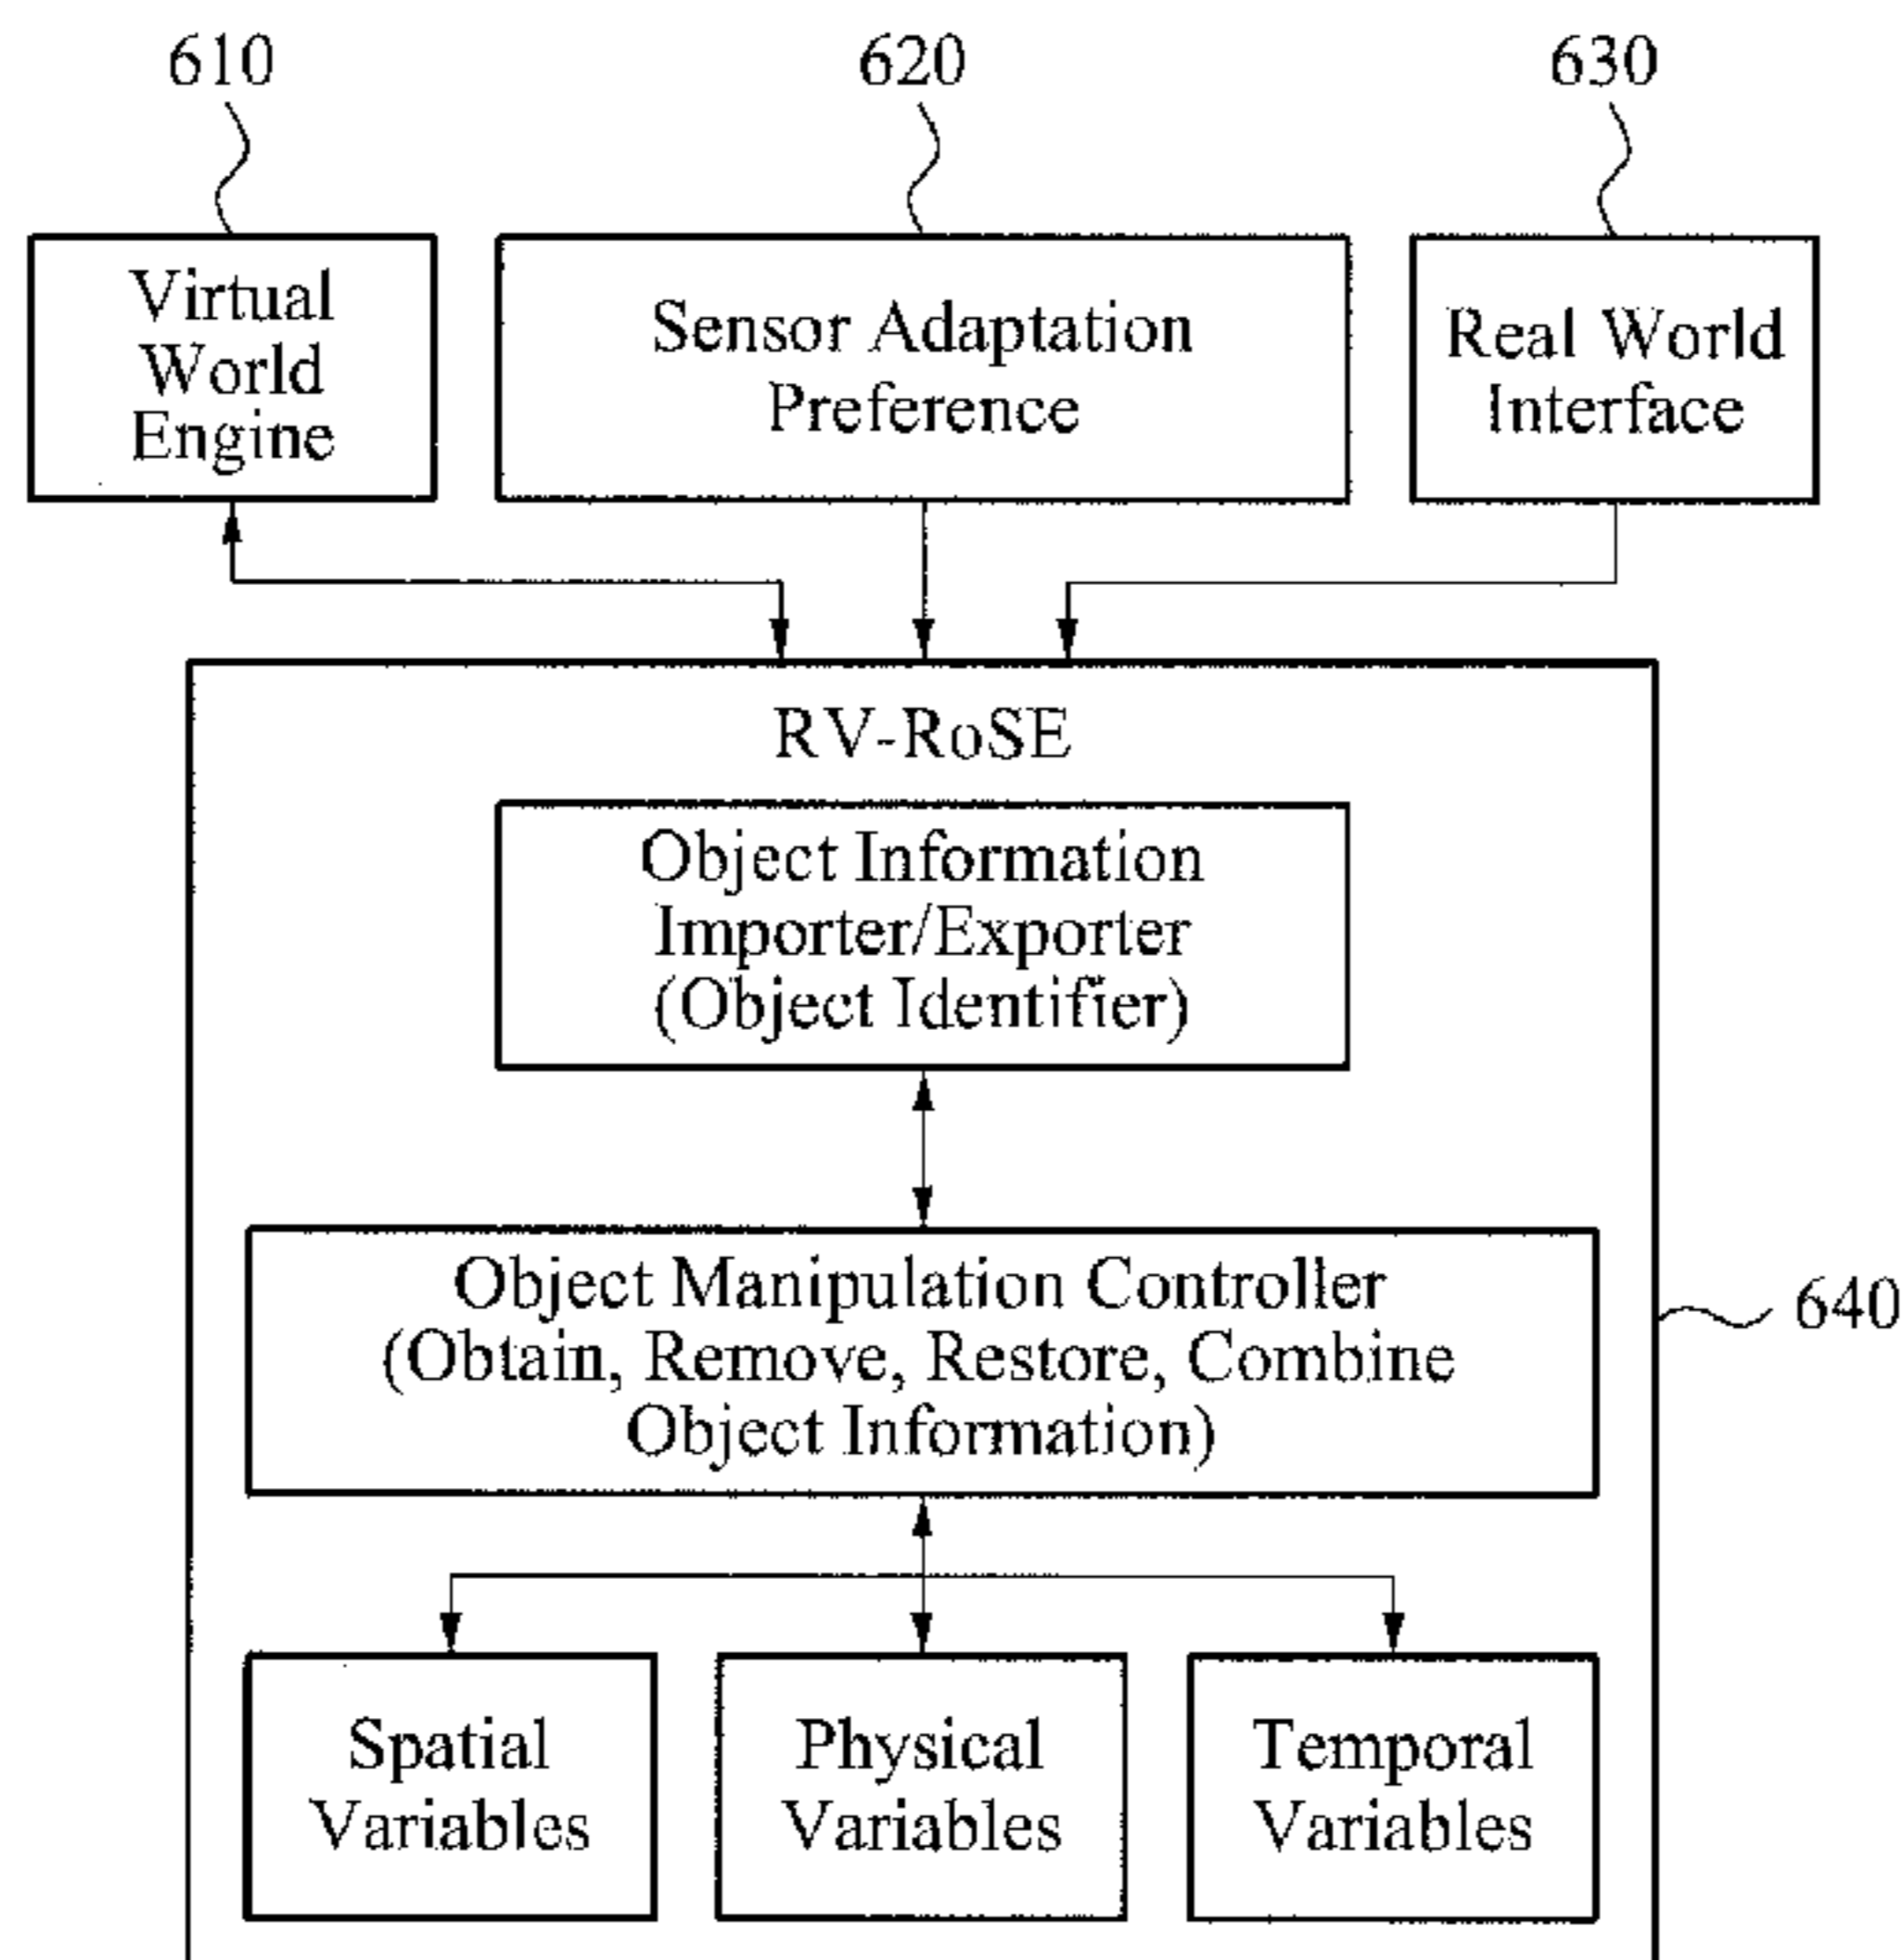 610
620
630
Virtual
World
Engine
Sensor Adaptation
Preference
Real World
Interface
RV-RoSE
Object Information
Importer/Exporter
(Object Identifier)
Object Manipulation Controller
(Obtain, Remove, Restore, Combine
Object Information)
640
Spatial
Variables
Physical
Variables
Temporal
Variables